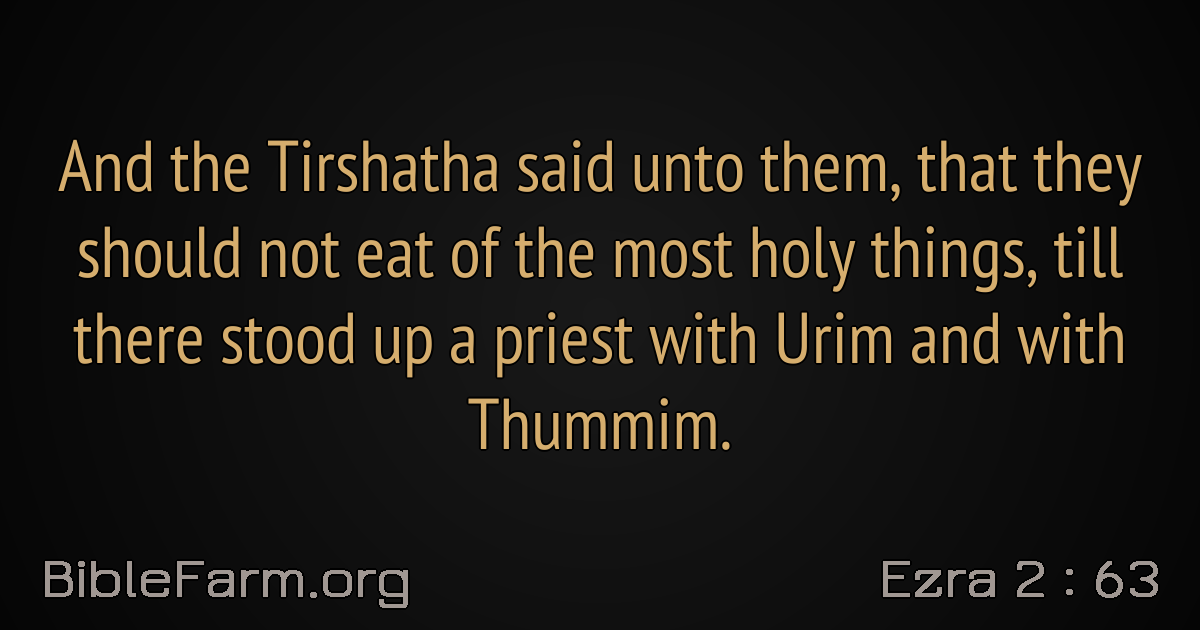 And the Tirshatha said unto them, that they
should not eat of the most holy things, till
there stood up a priest with Urim and with
Thummim.
BibleFarm.org
Ezra 2 : 63